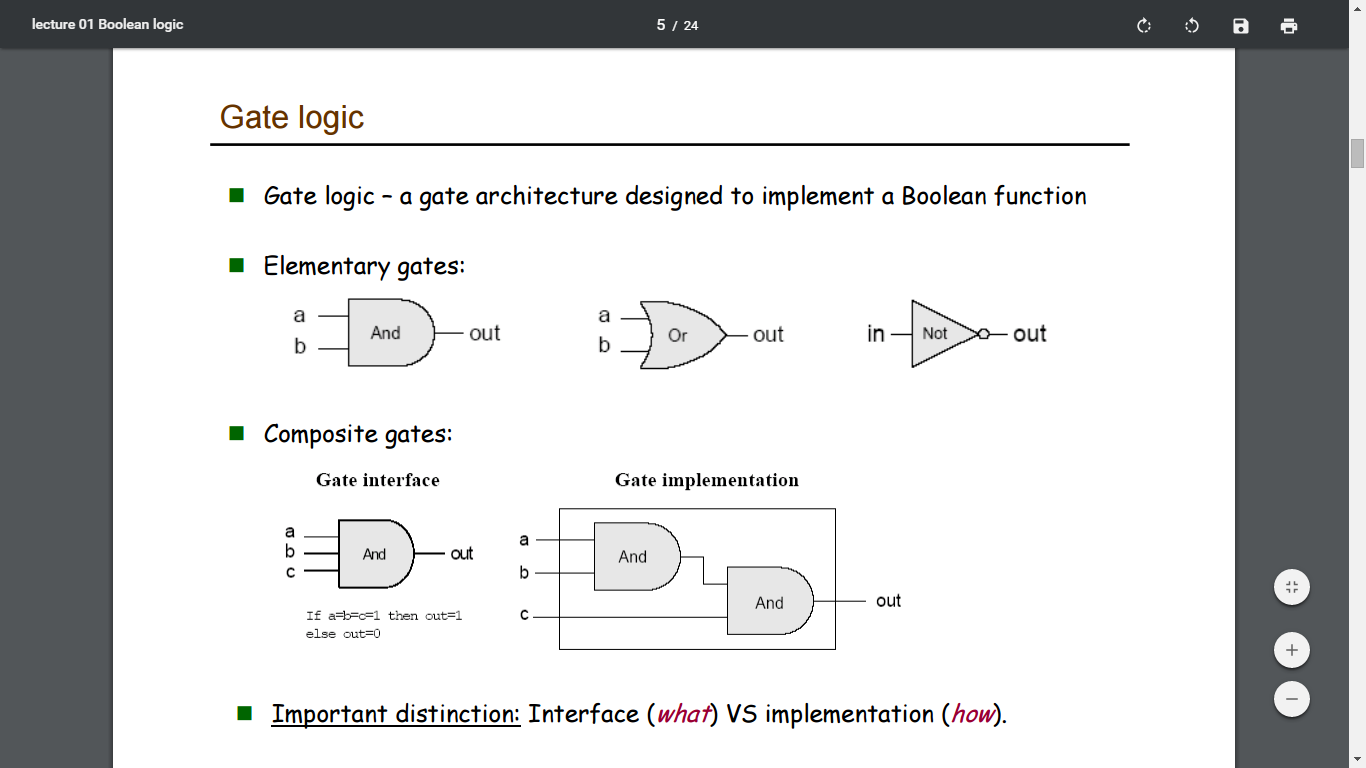 lecture 01 Boolean logic
5 / 24
Gate logic
Gate logic – a gate architecture designed to implement a Boolean function
Elementary gates:
a
b
And
out
a
b
Or
out
in
Not
out
Composite gates:
Gate interface
a
b
c
And
out
If a=b=c=1 then out=1
else out=0
Gate implementation
a
b
c
And
And
out
Important distinction: Interface (what) VS implementation (how).